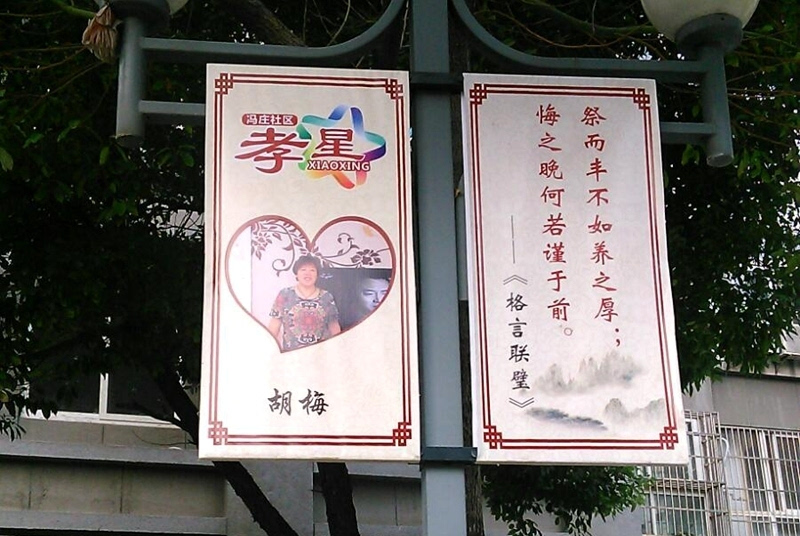 冯庄社区
孝星
XIAOXING
胡梅
祭而丰不如养之厚；
悔之晚何若谨于前。
——《格言联璧》